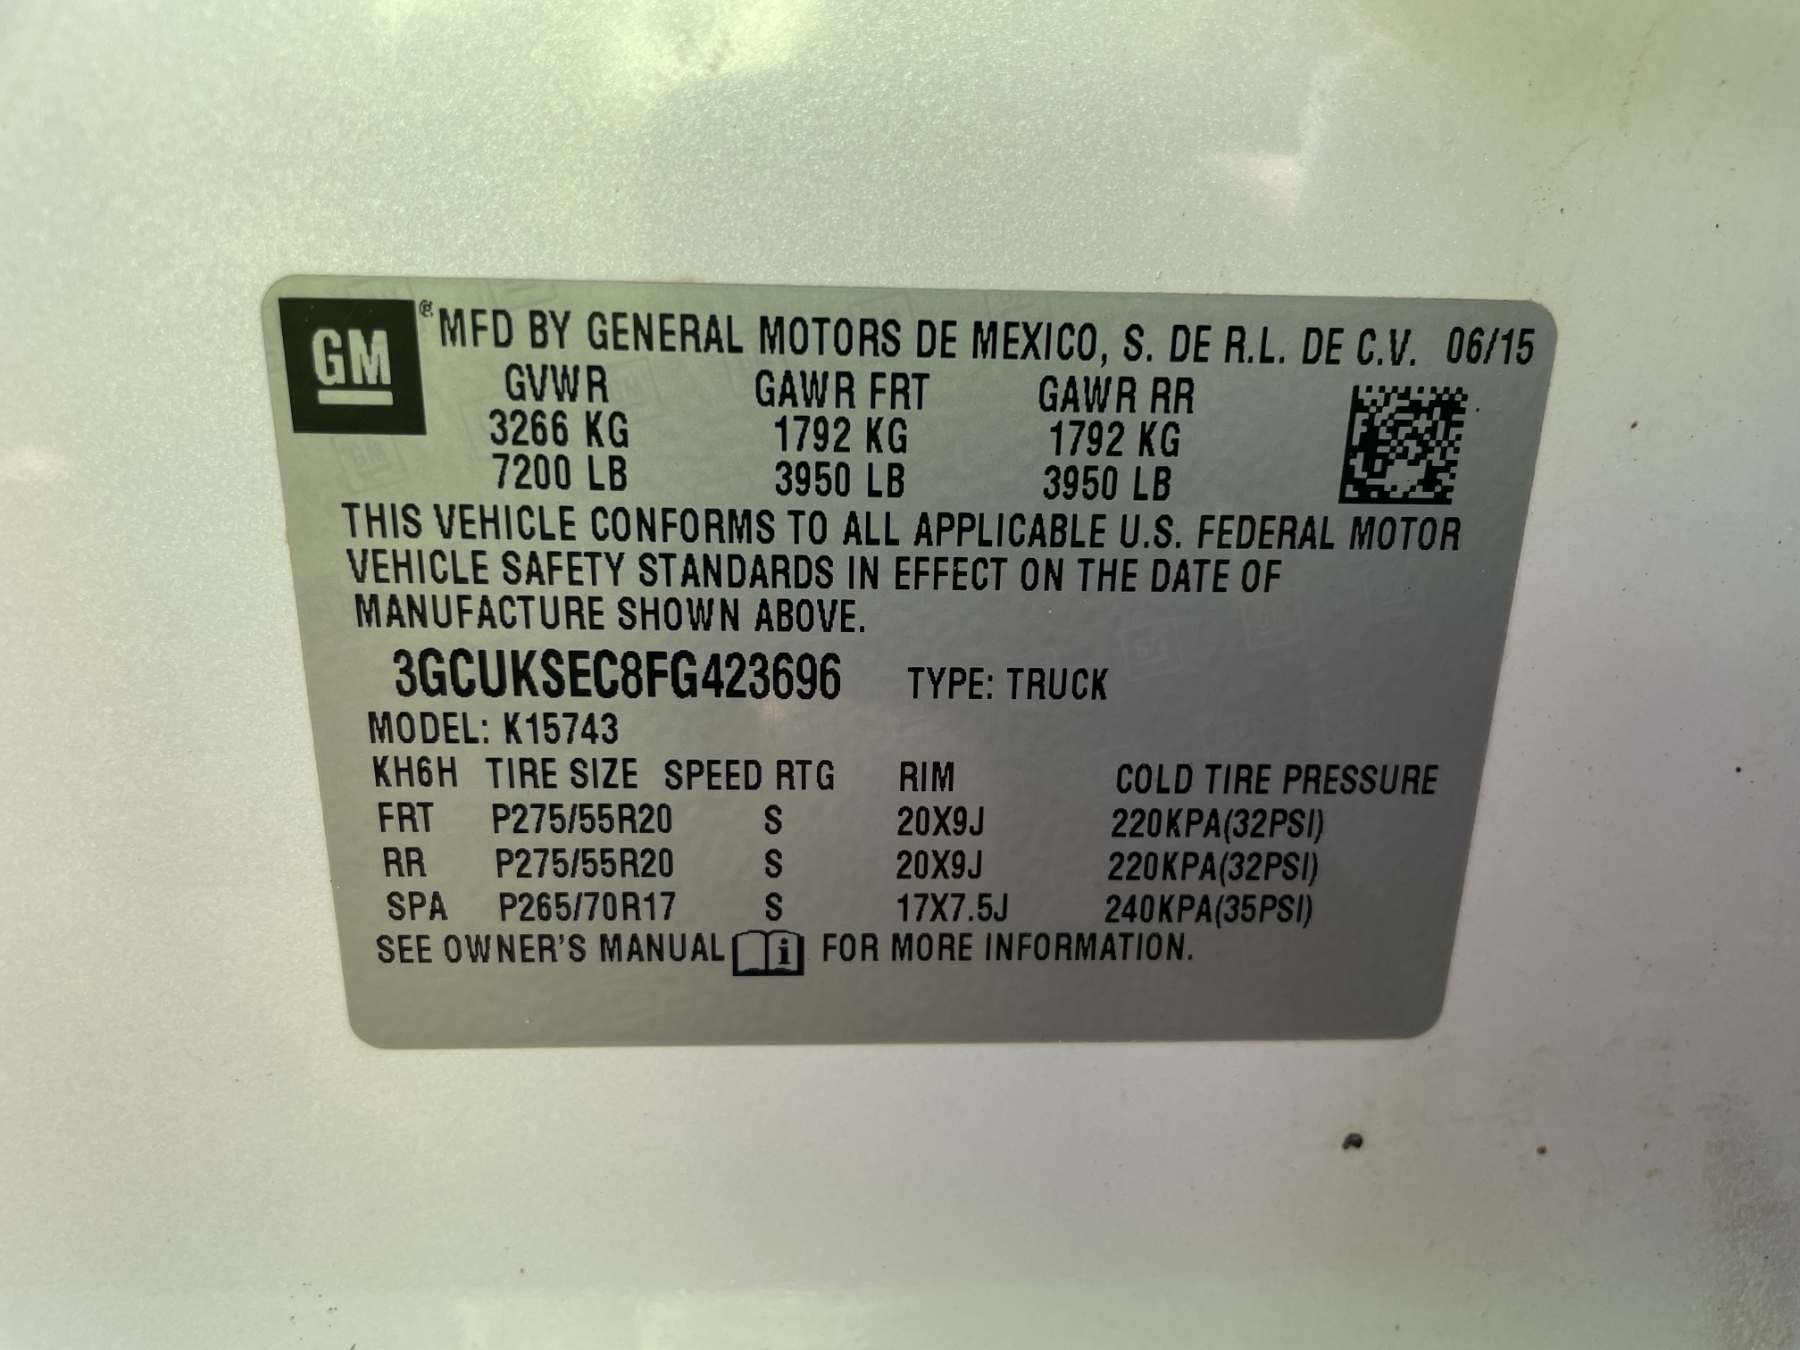 GM ® MFD BY GENERAL MOTORS DE MEXICO, S. DE R.L. DE C.V. 06/15
GVWR GAWR FRT GAWR RR
3266 KG 1792 KG 1792 KG
7200 LB 3950 LB 3950 LB
THIS VEHICLE CONFORMS TO ALL APPLICABLE U.S. FEDERAL MOTOR
VEHICLE SAFETY STANDARDS IN EFFECT ON THE DATE OF
MANUFACTURE SHOWN ABOVE.
3GCUKSEC8FG423696 TYPE: TRUCK
MODEL: K15743
KH6H TIRE SIZE SPEED RTG RIM COLD TIRE PRESSURE
FRT P275/55R20 S 20X9J 220KPA(32PSI)
RR P275/55R20 S 20X9J 220KPA(32PSI)
SPA P265/70R17 S 17X7.5J 240KPA(35PSI)
SEE OWNER'S MANUAL i FOR MORE INFORMATION.